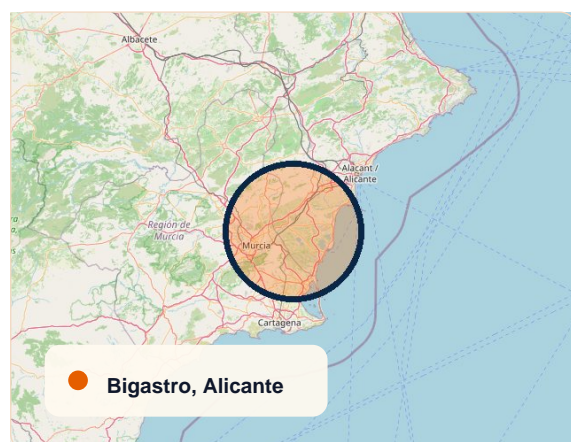 Albacete
Alacant /
Alicante
Región de
Murcia
Murcia
Cartagena
Bigastro, Alicante